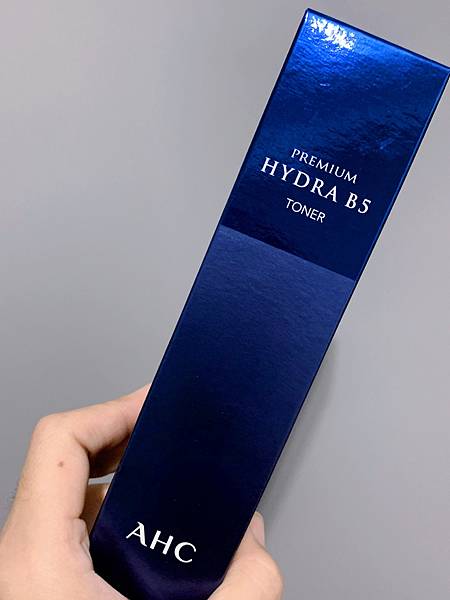 PREMIUM
HYDRA B5
TONER
AHC